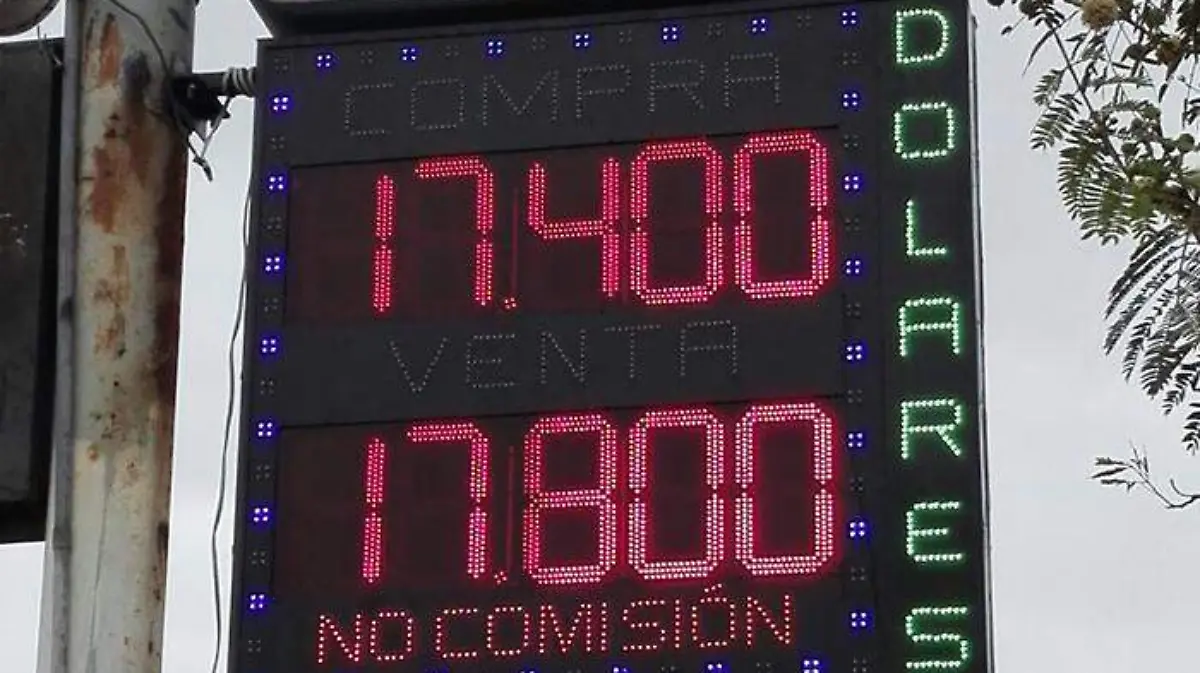 COMPRA
17.400
VENTA
17.800
NO COMISIÓN
DOLARES